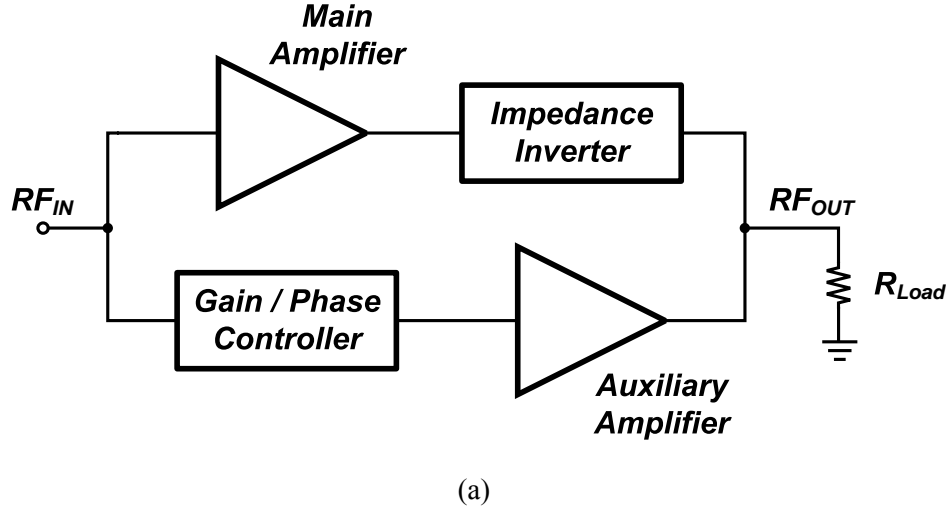 Main
Amplifier
Impedance
Inverter
RF_IN
RF_OUT
R_Load
Gain / Phase
Controller
Auxiliary
Amplifier
(a)